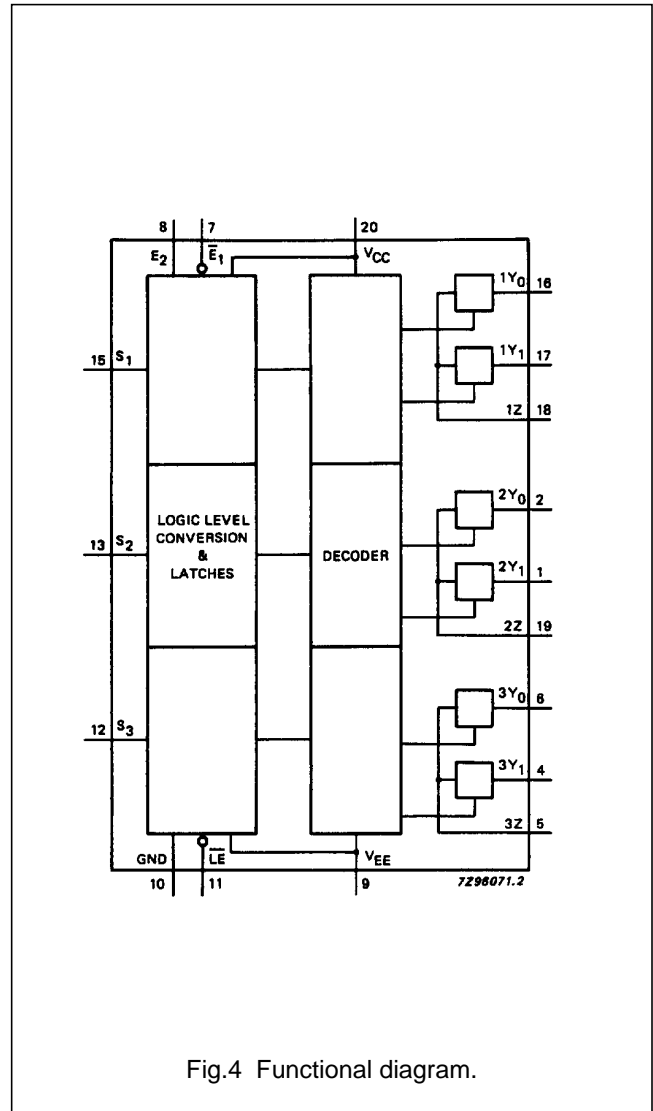 8 7 20
E2 E̅1 VCC
1Y0 16
15 S1
1Y1 17
1Z 18
2Y0 2
LOGIC LEVEL
CONVERSION
&
LATCHES
13 S2
DECODER
2Y1 1
2Z 19
3Y0 6
12 S3
3Y1 4
3Z 5
GND L̅E̅ VEE
10 11 9
7Z96071.2
Fig.4 Functional diagram.